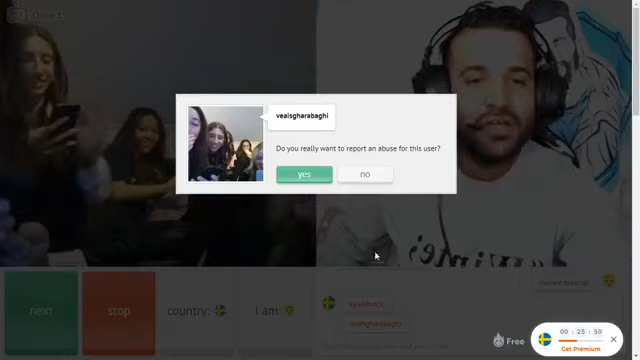 veaisgharabaghi
Do you really want to report an abuse for this user?
yes
no
next
stop
country:
I am:
veaisgharabaghi
Free
00 : 25 : 50
Get Premium